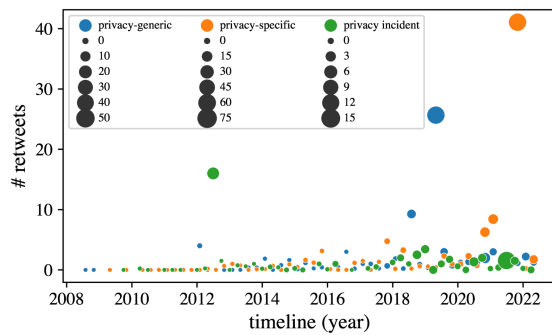 privacy-generic privacy-specific privacy incident
0 0 0
10 15 3
20 30 6
30 45 9
40 60 12
50 75 15
40
30
20
10
0
# retweets
2008 2010 2012 2014 2016 2018 2020 2022
timeline (year)